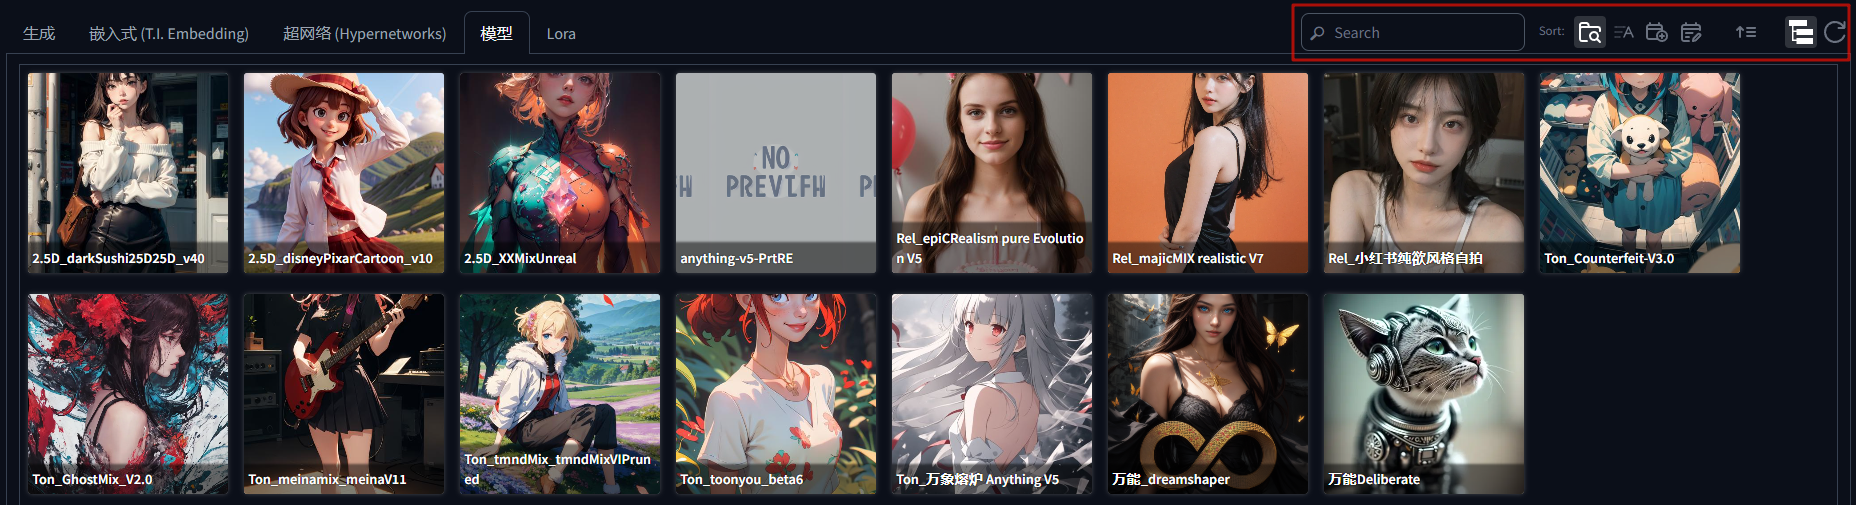 生成 嵌入式 (T.I. Embedding) 超网络 (Hypernetworks) 模型 Lora Search Sort:
2.5D_darkSushi25D25D_v40
2.5D_disneyPixarCartoon_v10
2.5D_XXMixUnreal
NO
PREVIEW
anything-v5-PrtRE
Rel_epiCRealism pure Evolutio
n V5
Rel_majicMIX realistic V7
Rel_小红书纯欲风格自拍
Ton_Counterfeit-V3.0
Ton_GhostMix_V2.0
Ton_meinamix_meinaV11
Ton_tmndMix_tmndMixVIPrun
ed
Ton_toonyou_beta6
Ton_万象熔炉 Anything V5
万能_dreamshaper
万能Deliberate